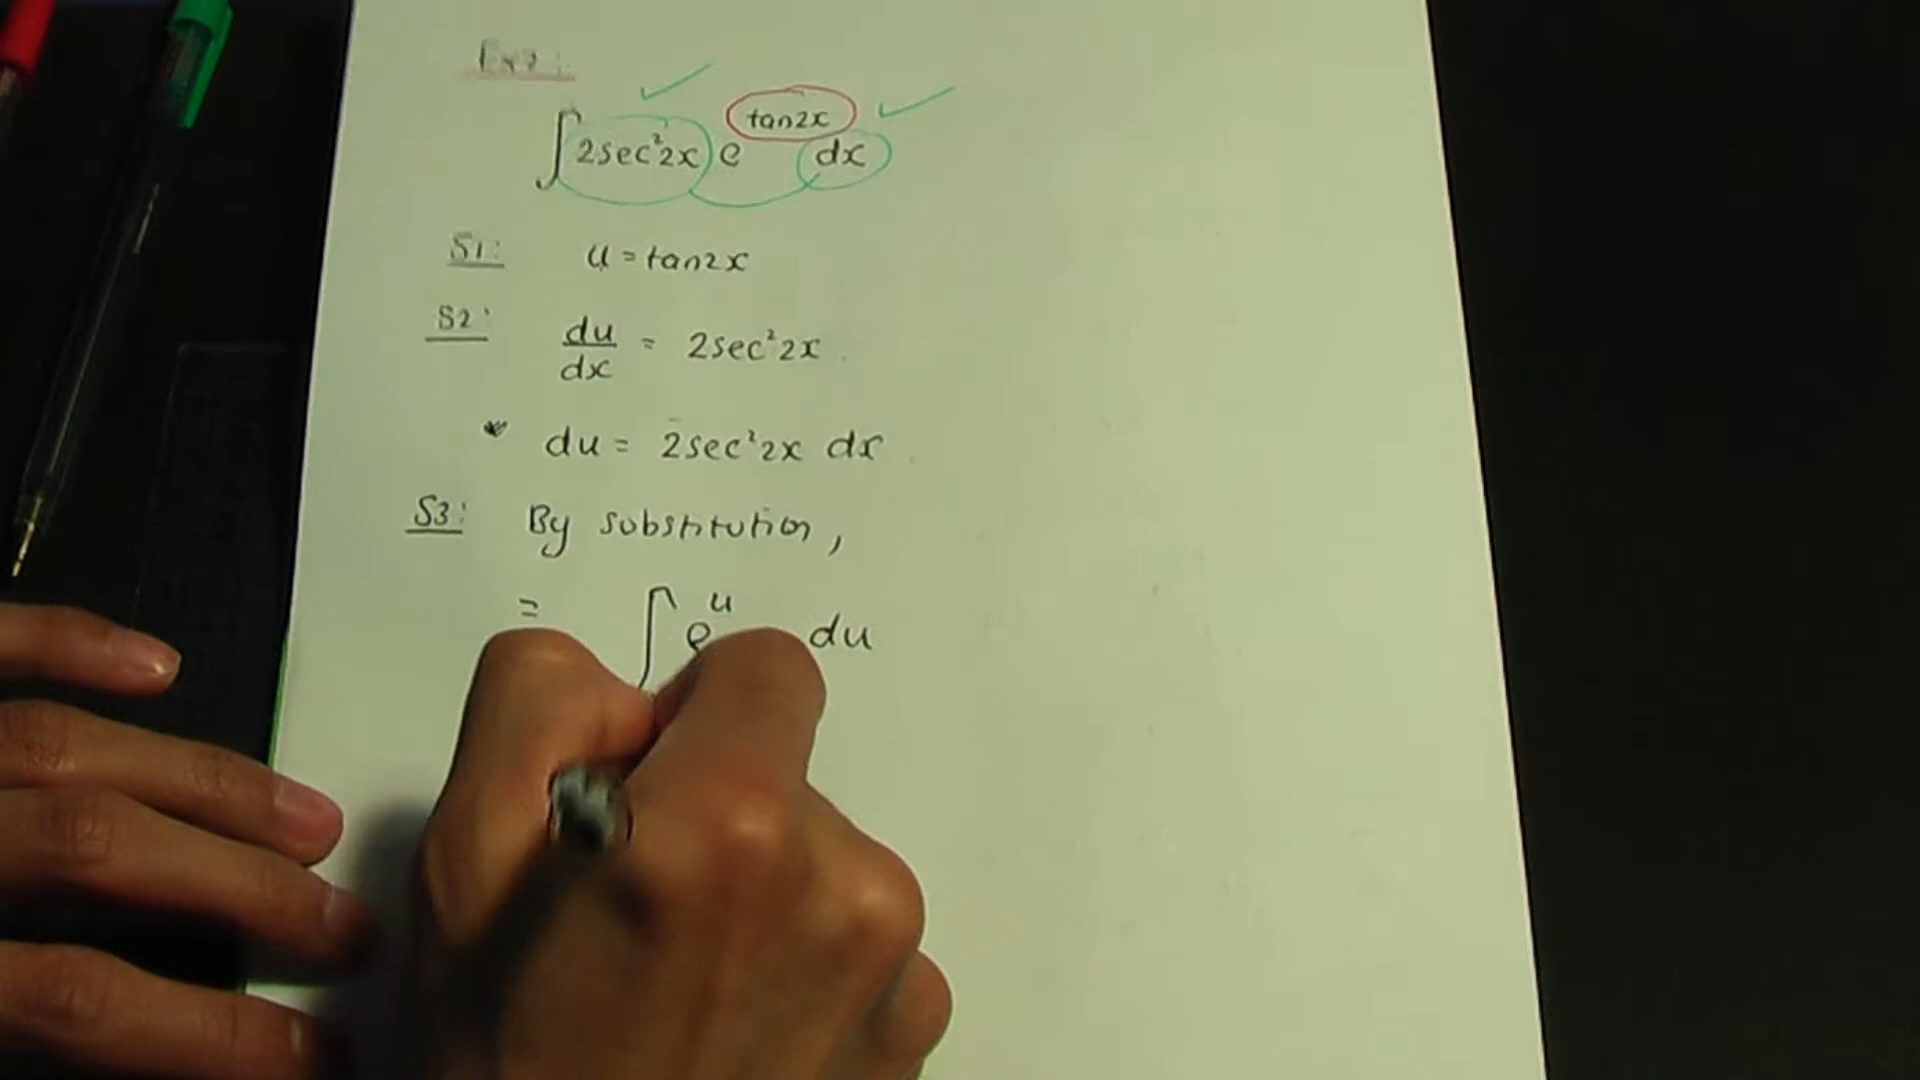 Ex2:
∫ 2sec²2x e^tan2x dx
S1: u = tan2x
S2: du/dx = 2sec²2x
* du = 2sec²2x dx
S3: By substitution,
= ∫ e^u du